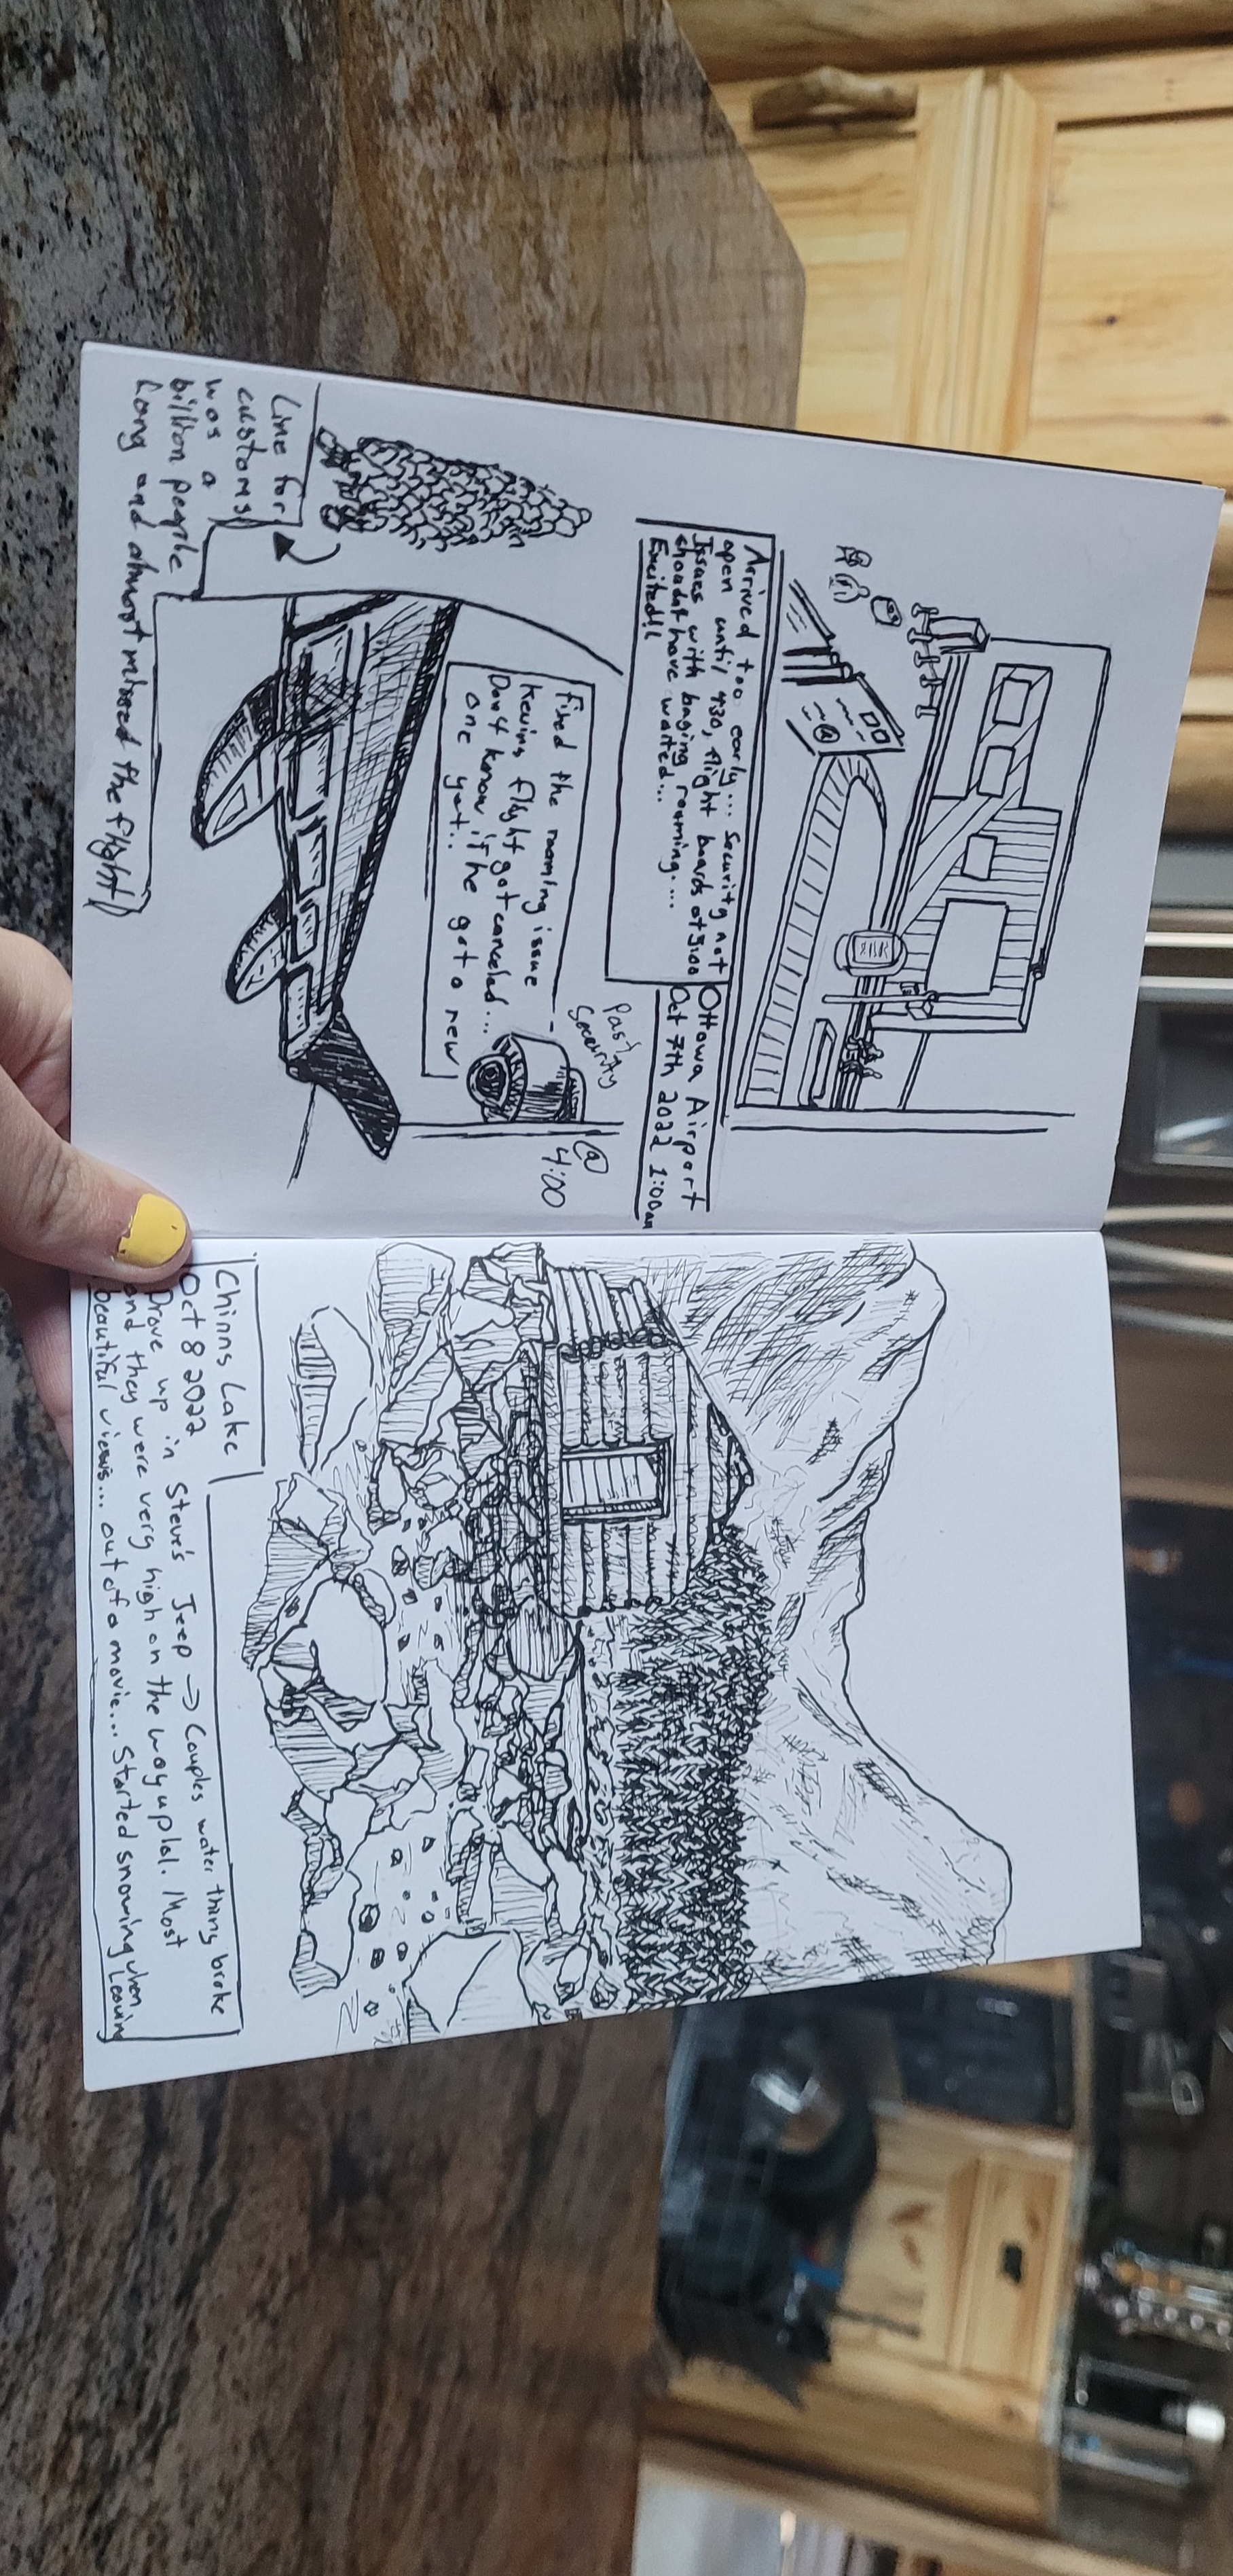 Arrived too early... Security not
open until 430, flight boards at 5:00
Issues with baging roaming....
shouldnt have waited...
Excited!!
Ottowa Airport
Oct 7th 2022 1:00am
Past
Security
@
4:00
Fixed the roaming issue
Kevins flight got canceled...
Don't know if he got a new
one yet..
Line for
customs
was a
billion people
long and almost missed the flight
Chinns Lake
Oct 8 2022
Drove up in Steve's Jeep → Couples water thing broke
and they were very high on the way up lol. Most
beautiful views... out of a movie... Started snowing when leaving